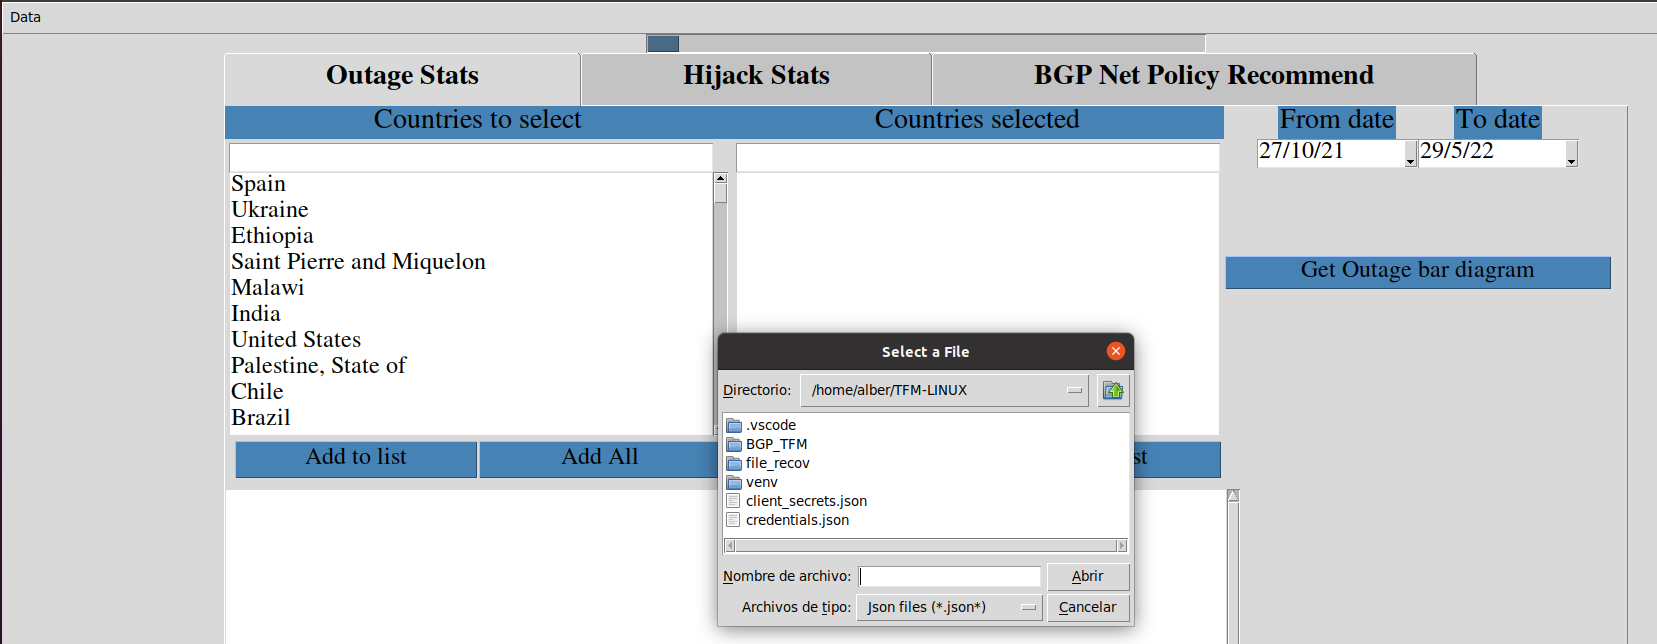 Data
Outage Stats
Hijack Stats
BGP Net Policy Recommend
Countries to select
Countries selected
From date
To date
27/10/21
29/5/22
Spain
Ukraine
Ethiopia
Saint Pierre and Miquelon
Malawi
India
United States
Palestine, State of
Chile
Brazil
Get Outage bar diagram
Add to list
Add All
st
Select a File
Directorio:
/home/alber/TFM-LINUX
.vscode
BGP_TFM
file_recov
venv
client_secrets.json
credentials.json
Nombre de archivo:
Abrir
Archivos de tipo:
Json files (*.json*)
Cancelar